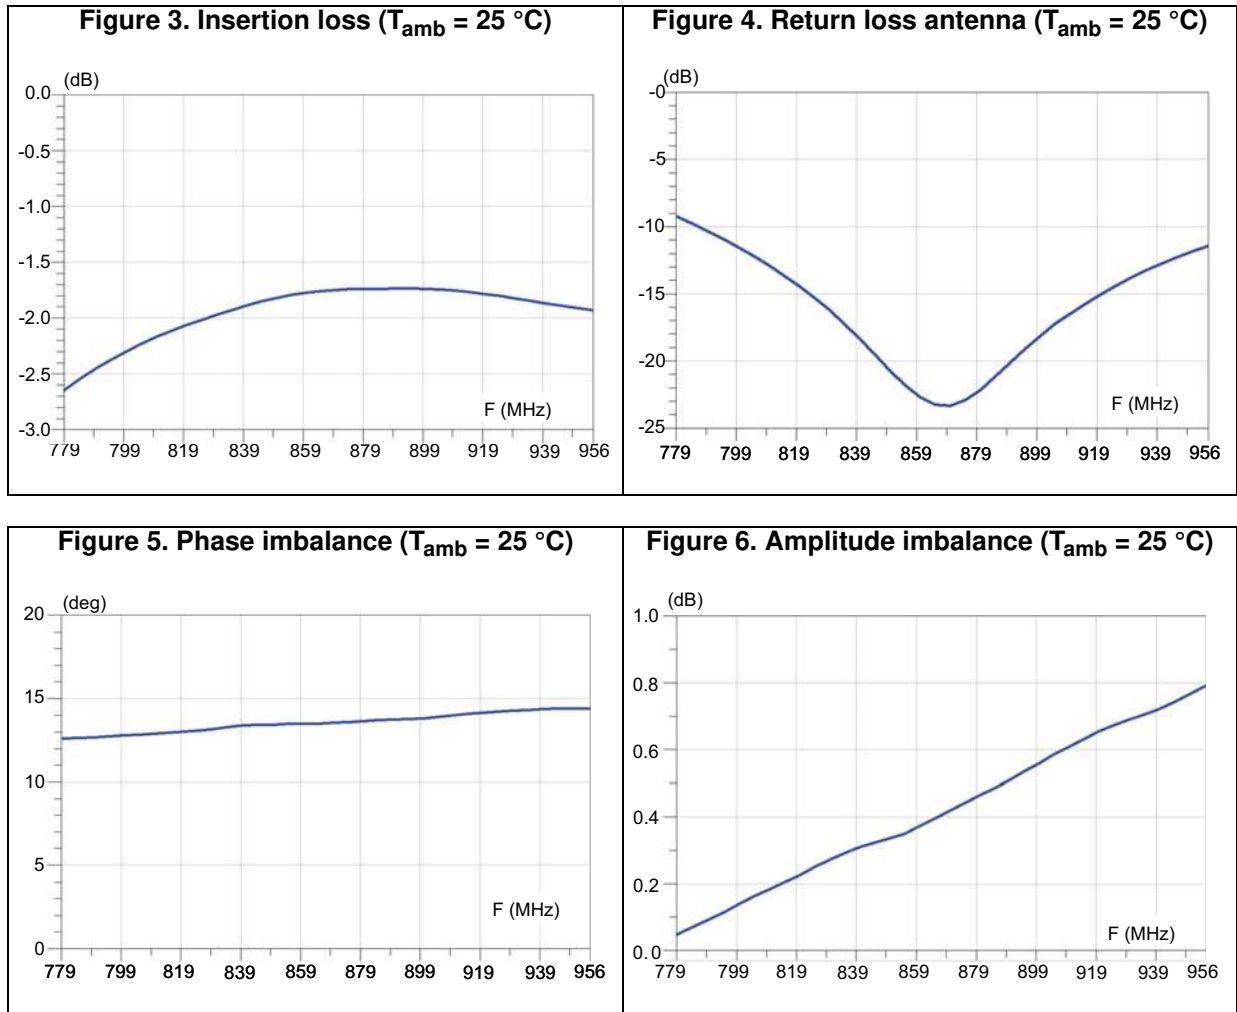 Figure 3. Insertion loss (Tamb = 25 °C)
(dB)
0.0
-0.5
-1.0
-1.5
-2.0
-2.5
-3.0
F (MHz)
779 799 819 839 859 879 899 919 939 956
Figure 4. Return loss antenna (Tamb = 25 °C)
(dB)
-0
-5
-10
-15
-20
-25
F (MHz)
779 799 819 839 859 879 899 919 939 956
Figure 5. Phase imbalance (Tamb = 25 °C)
(deg)
20
15
10
5
0
F (MHz)
779 799 819 839 859 879 899 919 939 956
Figure 6. Amplitude imbalance (Tamb = 25 °C)
(dB)
1.0
0.8
0.6
0.4
0.2
0.0
F (MHz)
779 799 819 839 859 879 899 919 939 956